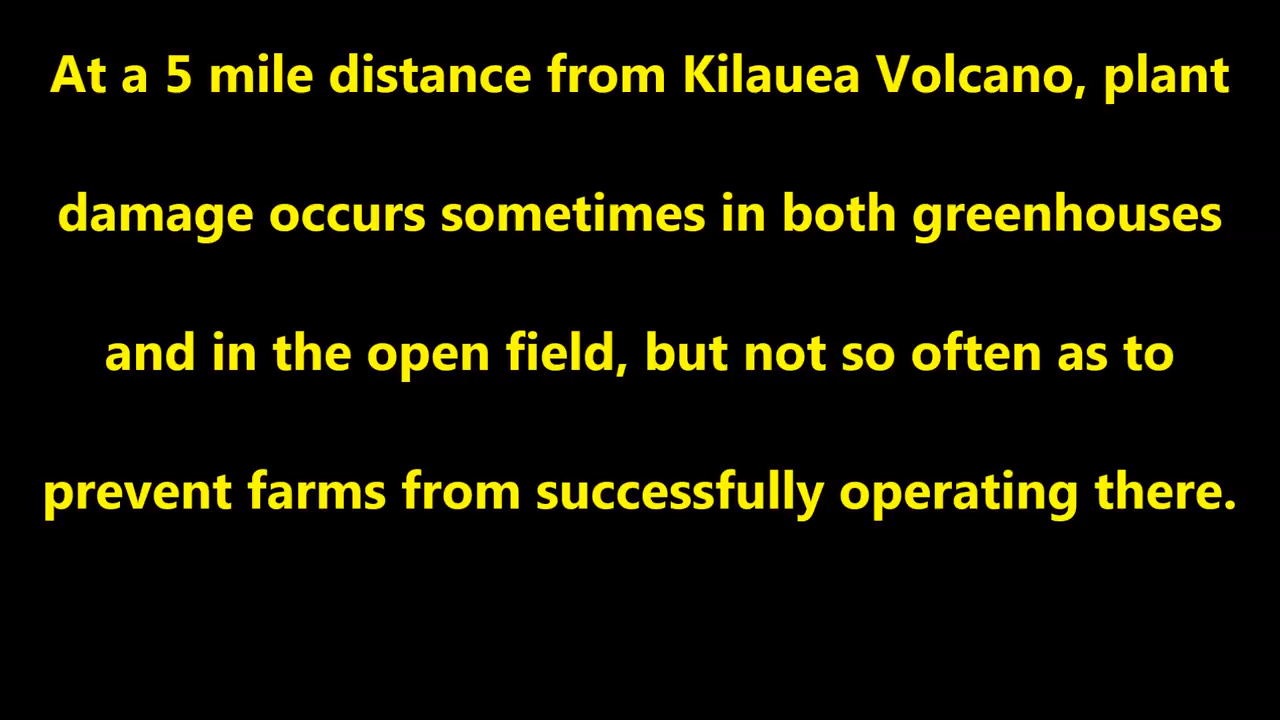 At a 5 mile distance from Kilauea Volcano, plant
damage occurs sometimes in both greenhouses
and in the open field, but not so often as to
prevent farms from successfully operating there.